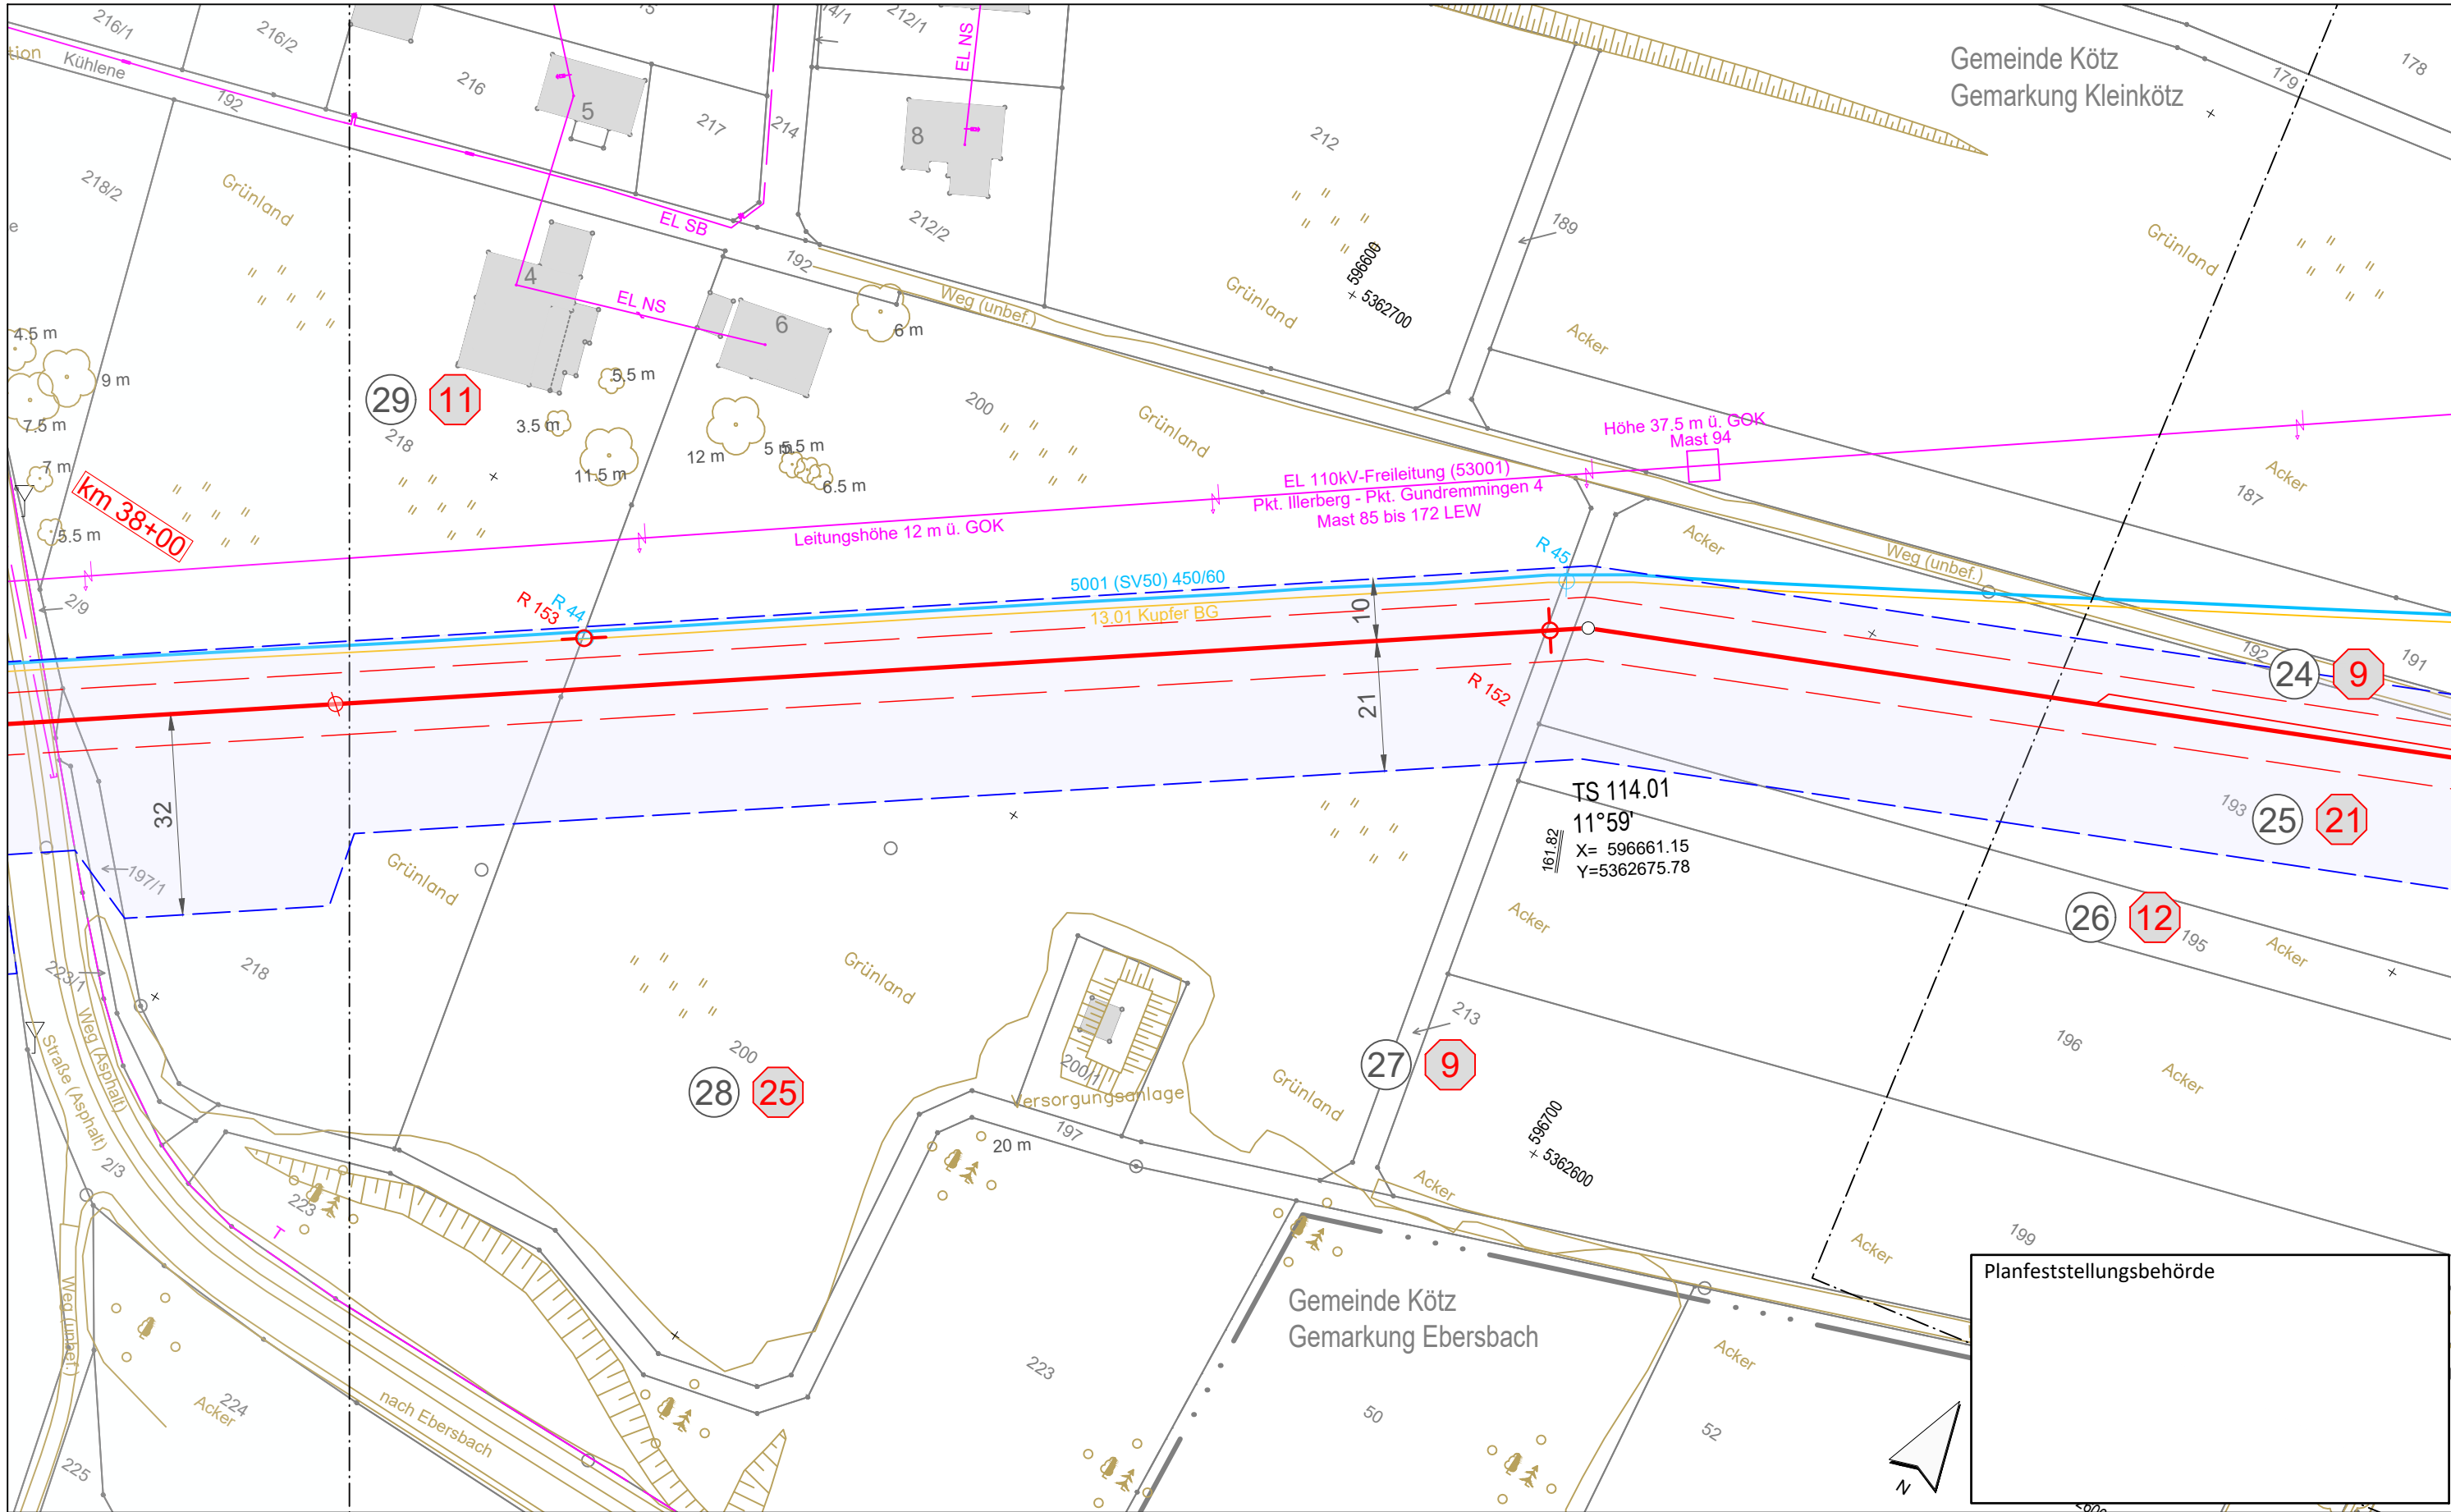 216/1
216/2
15
14/1
212/1
EL NS
Gemeinde Kötz
Gemarkung Kleinkötz
178
179
tion
Kühlene
192
216
5
217
214
8
212
218/2
Grünland
EL SB
212/2
189
Grünland
e
4
EL NS
192
6
6 m
Weg (unbef.)
Grünland
596600
+ 5362700
Acker
4.5 m
9 m
7.5 m
29
11
218
5.5 m
3.5 m
11.5 m
12 m
5 m
5.5 m
6.5 m
200
Grünland
Höhe 37.5 m ü. GOK
Mast 94
EL 110kV-Freileitung (53001)
Pkt. Illerberg - Pkt. Gundremmingen 4
Mast 85 bis 172 LEW
Leitungshöhe 12 m ü. GOK
Acker
187
7 m
km 38+00
5.5 m
Acker
Weg (unbef.)
R 45
2/9
R 153
R 44
5001 (SV50) 450/60
13.01 Kupfer BG
10
192
191
24
9
21
R 152
32
TS 114.01
11°59'
161.82
X= 596661.15
Y=5362675.78
193
25
21
197/1
Grünland
Acker
26
12
195
Acker
218
223/1
Grünland
Weg (Asphalt)
Straße (Asphalt)
200
28
25
200/1
Versorgungsanlage
Grünland
27
9
213
196
Acker
596700
+ 5362600
197
20 m
2/3
223
T
Acker
199
Acker
Planfeststellungsbehörde
Weg (unbef.)
Gemeinde Kötz
Gemarkung Ebersbach
Acker
223
224
Acker
nach Ebersbach
50
52
225
N